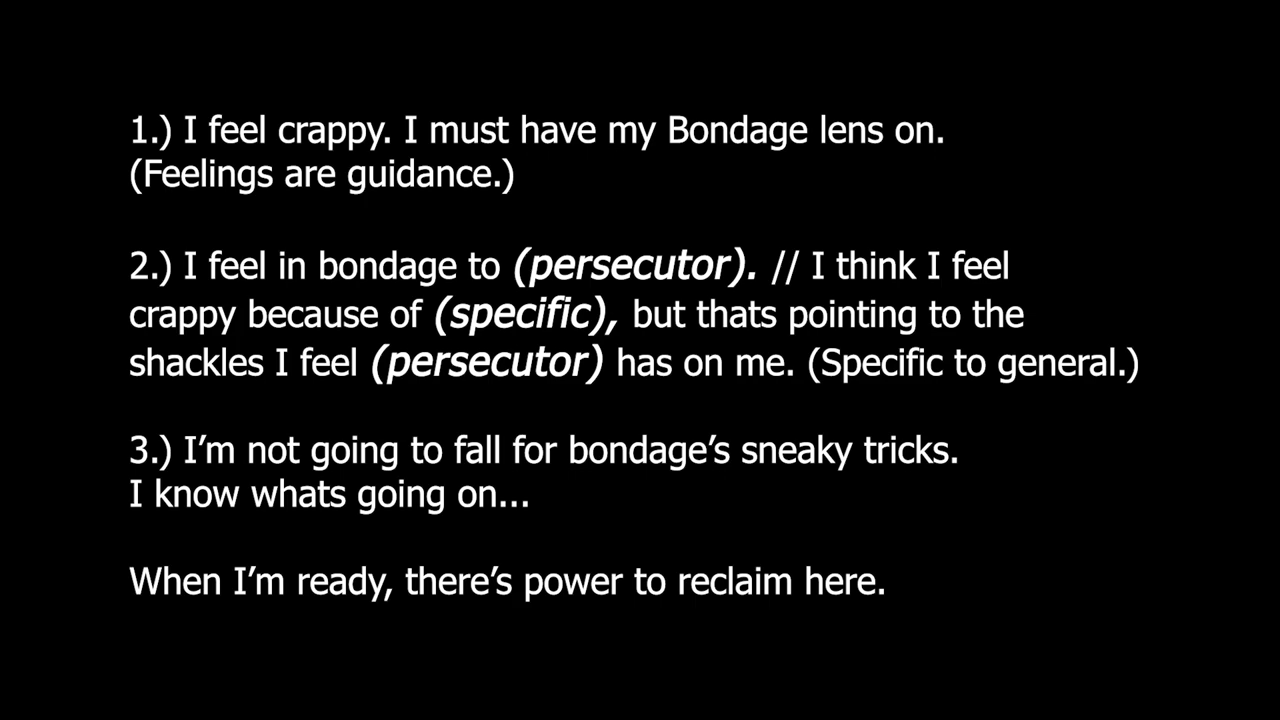 1.) I feel crappy. I must have my Bondage lens on.
(Feelings are guidance.)
2.) I feel in bondage to (persecutor). // I think I feel
crappy because of (specific), but thats pointing to the
shackles I feel (persecutor) has on me. (Specific to general.)
3.) I’m not going to fall for bondage’s sneaky tricks.
I know whats going on...
When I’m ready, there’s power to reclaim here.